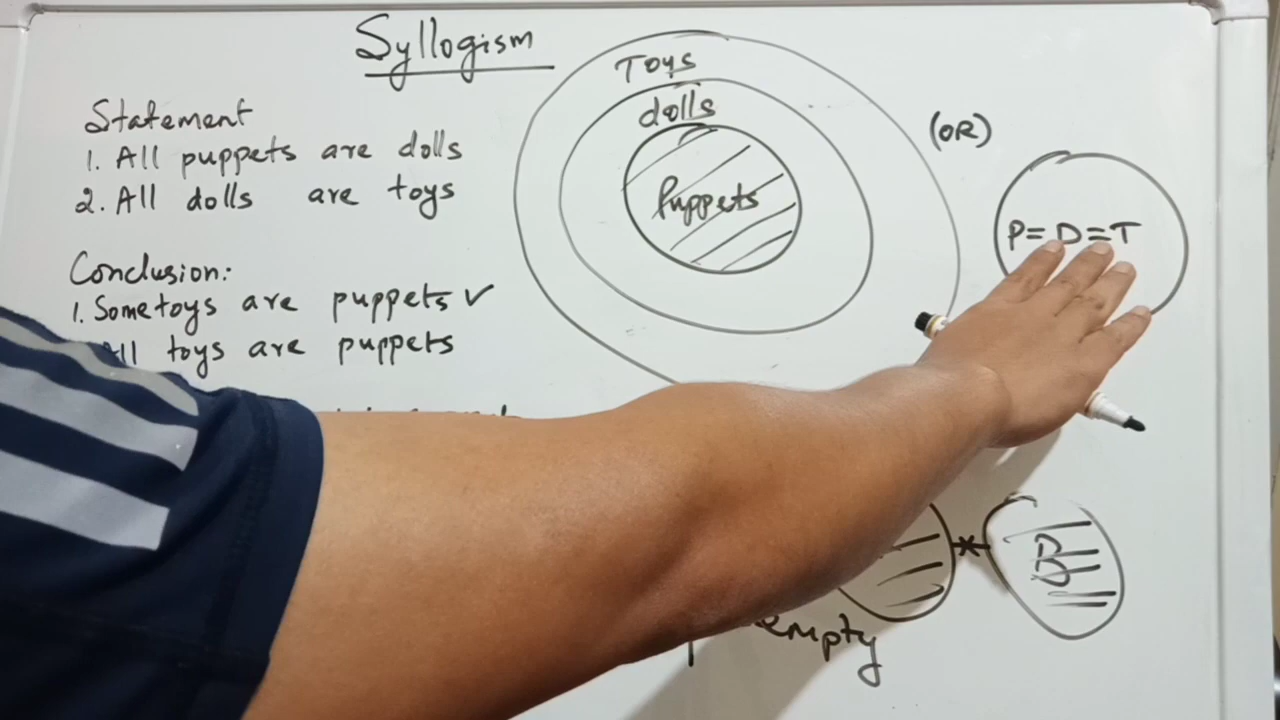 Syllogism
Statement
1. All puppets are dolls
2. All dolls are toys
Conclusion:
1. Some toys are puppets ✓
All toys are puppets
Toys
dolls
Puppets
(OR)
P=D=T
B
empty